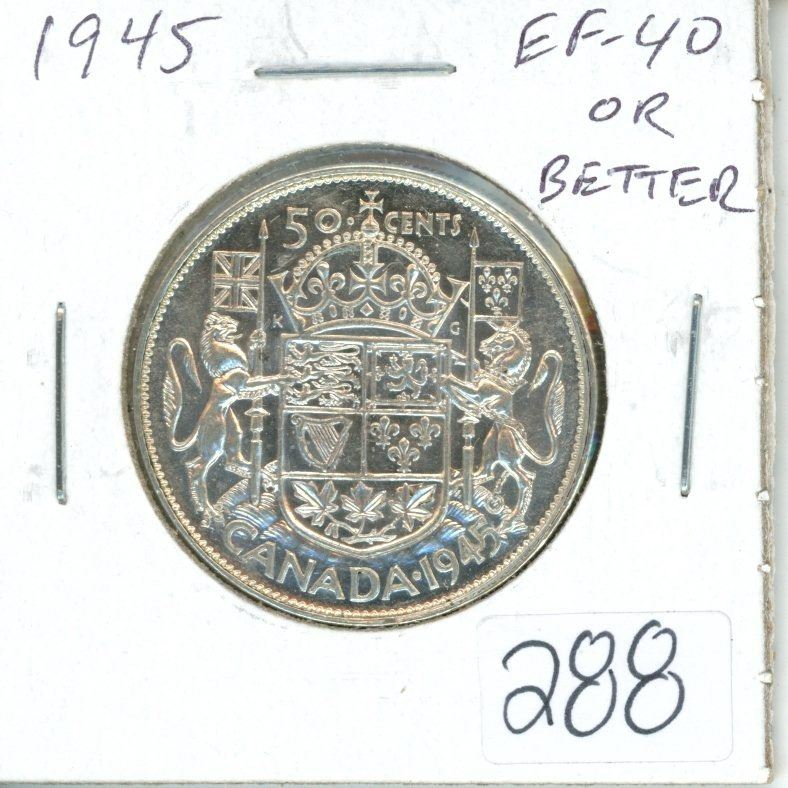 1945
EF-40
OR
BETTER
50 · CENTS
K G
CANADA · 1945
288